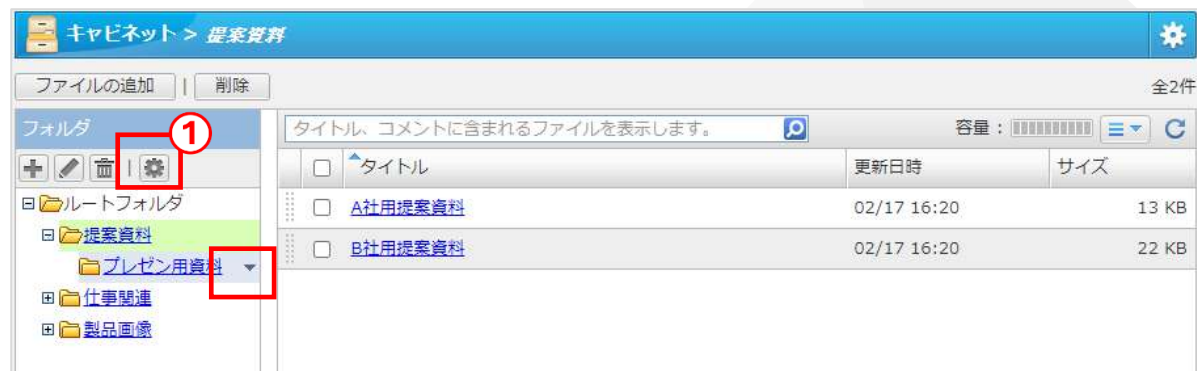 キャビネット > 提案資料
ファイルの追加 | 削除
全2件
フォルダ
①
タイトル、コメントに含まれるファイルを表示します。
容量：
タイトル 更新日時 サイズ
ルートフォルダ
提案資料
プレゼン用資料
仕事関連
製品画像
A社用提案資料 02/17 16:20 13 KB
B社用提案資料 02/17 16:20 22 KB